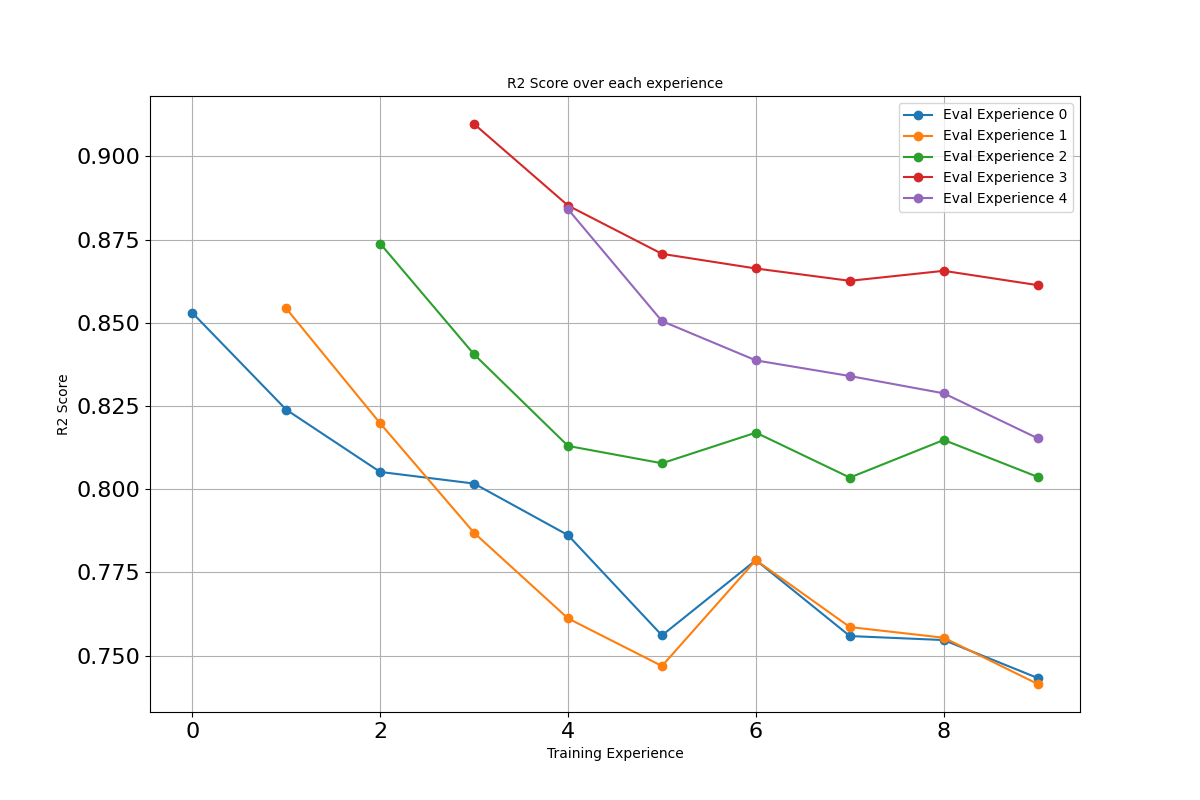 R2 Score over each experience
Eval Experience 0
Eval Experience 1
Eval Experience 2
Eval Experience 3
Eval Experience 4
0.900
0.875
0.850
0.825
0.800
0.775
0.750
R2 Score
0 2 4 6 8
Training Experience